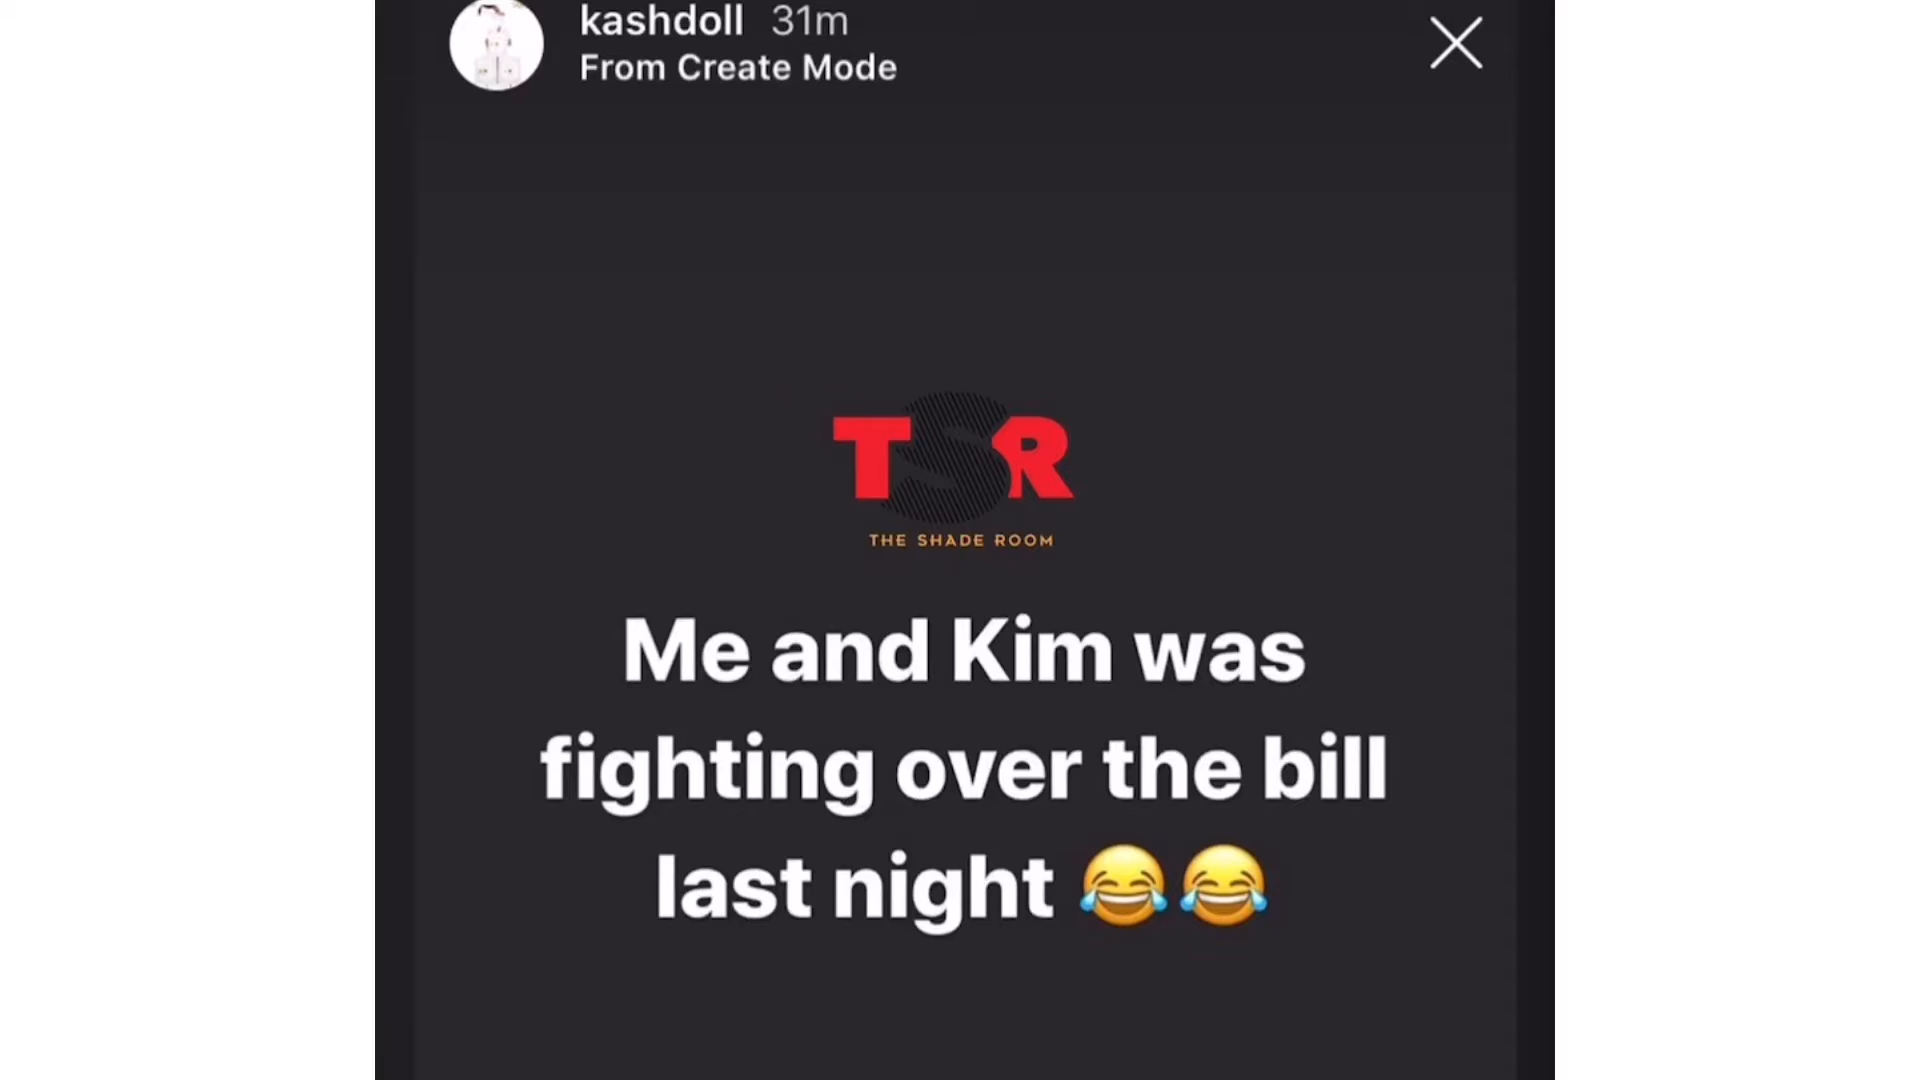 kashdoll 31m
From Create Mode
TSR
THE SHADE ROOM
Me and Kim was
fighting over the bill
last night 😂😂